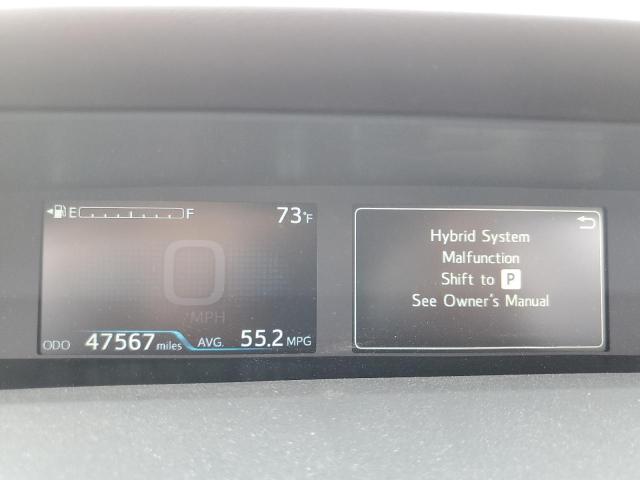 E F 73°F
0
MPH
ODO 47567 miles AVG. 55.2 MPG
Hybrid System
Malfunction
Shift to P
See Owner's Manual